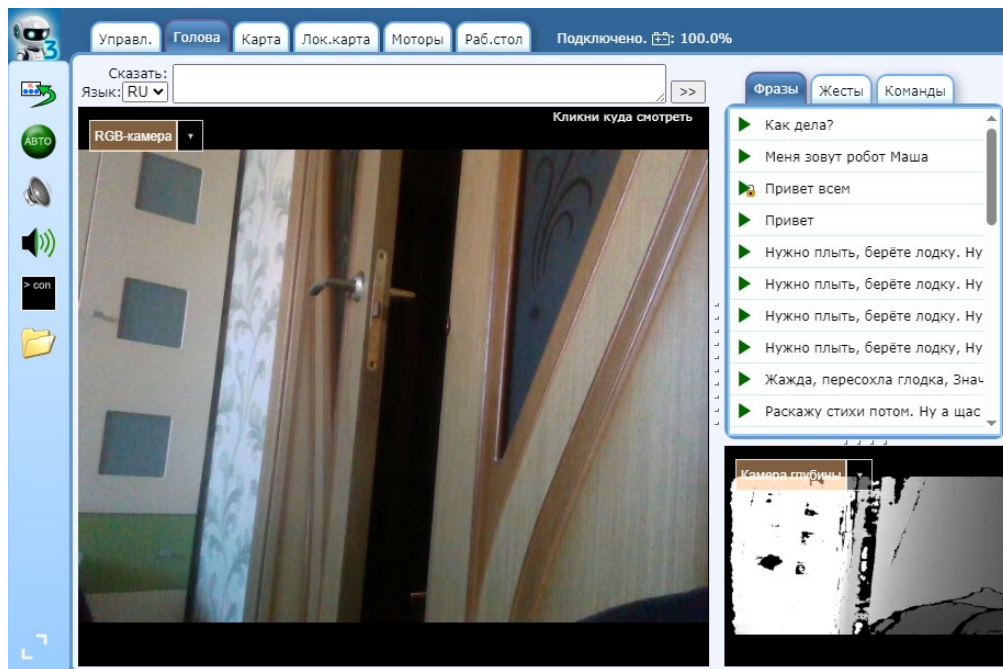 3
Управл.
Голова
Карта
Лок.карта
Моторы
Раб.стол
Подключено. 100.0%
Сказать:
Язык: RU
>>
Фразы
Жесты
Команды
RGB-камера
Кликни куда смотреть
АВТО
> con
Как дела?
Меня зовут робот Маша
Привет всем
Привет
Нужно плыть, берёте лодку. Ну
Нужно плыть, берёте лодку. Ну
Нужно плыть, берёте лодку. Ну
Нужно плыть, берёте лодку, Ну
Жажда, пересохла глодка, Знач
Раскажу стихи потом. Ну а щас
Камера глубины